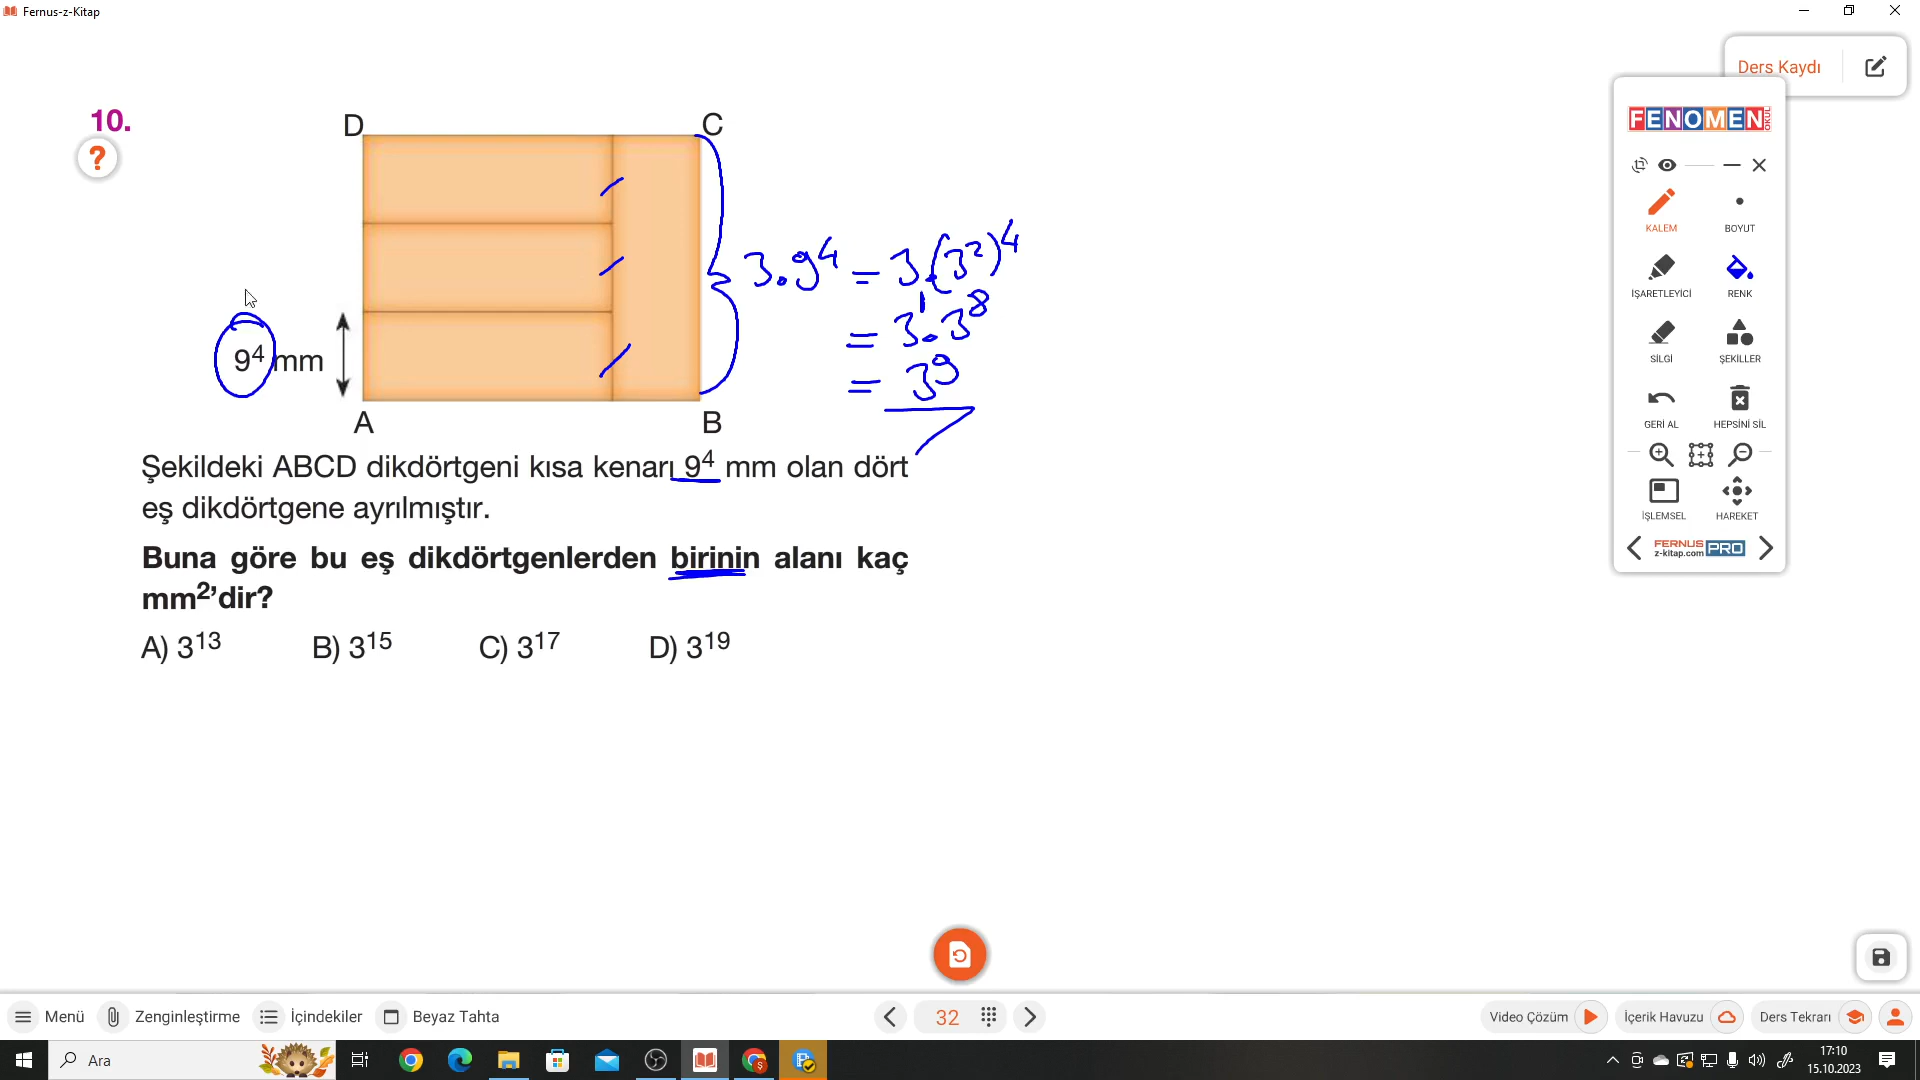 Fernus-z-Kitap
Ders Kaydı
10.
?
D
C
9⁴ mm
A
B
3.9⁴ = 3.(3²)⁴
= 3¹.3⁸
= 3⁹
Şekildeki ABCD dikdörtgeni kısa kenarı 9⁴ mm olan dört
eş dikdörtgene ayrılmıştır.
Buna göre bu eş dikdörtgenlerden birinin alanı kaç
mm²’dir?
A) 3¹³ B) 3¹⁵ C) 3¹⁷ D) 3¹⁹
FENOMEN OKUL
KALEM BOYUT
İŞARETLEYİCİ RENK
SİLGİ ŞEKİLLER
GERİ AL HEPSİNİ SİL
İŞLEMSEL HAREKET
FERNUS
z-kitap.com PRO
Menü Zenginleştirme İçindekiler Beyaz Tahta 32 Video Çözüm İçerik Havuzu Ders Tekrarı
Ara
17:10
15.10.2023